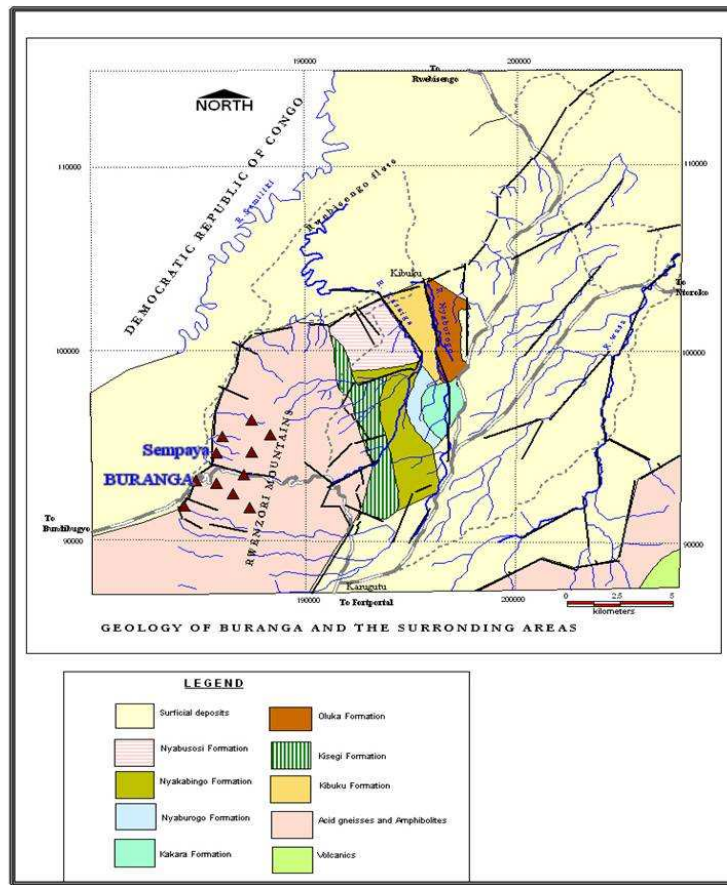 190000 200000
To
Rwebisengo
NORTH
110000 110000
DEMOCRATIC REPUBLIC OF CONGO
R. Semiliki
Kibuku
To
Ntoroko
100000 100000
Sempaya
BURANGA
RWENZORI MOUNTAINS
To
Bundibugyo
90000 90000
Karugutu
190000 200000
To Fortportal
0 2.5 5
kilometers
GEOLOGY OF BURANGA AND THE SURRONDING AREAS
LEGEND
Surficial deposits
Nyabusosi Formation
Nyakabingo Formation
Nyaburogo Formation
Kakara Formation
Oluka Formation
Kisegi Formation
Kibuku Formation
Acid gneisses and Amphibolites
Volcanics